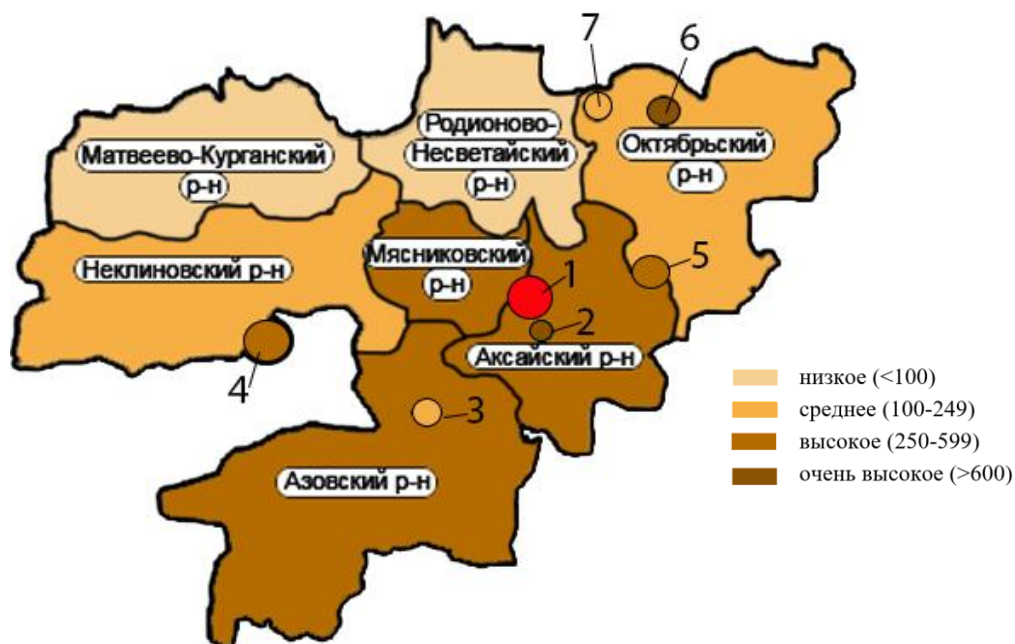 7
6
Родионово-
Несветайский
р-н
Октябрьский
р-н
Матвеево-Курганский
р-н
Мясниковский
р-н
Неклиновский р-н
5
1
2
Аксайский р-н
4
3
Азовский р-н
низкое (<100)
среднее (100-249)
высокое (250-599)
очень высокое (>600)